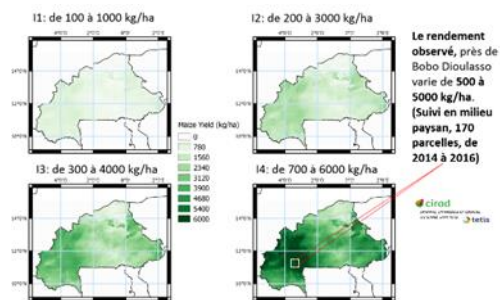 I1: de 100 à 1000 kg/ha
I2: de 200 à 3000 kg/ha
Le rendement
observé, près de
Bobo Dioulasso
varie de 500 à
5000 kg/ha.
(Suivi en milieu
paysan, 170
parcelles, de
2014 à 2016)
Maize Yield (kg/ha)
0
780
1560
2340
3120
3900
4680
5400
6000
I3: de 300 à 4000 kg/ha
I4: de 700 à 6000 kg/ha
cirad
tetis